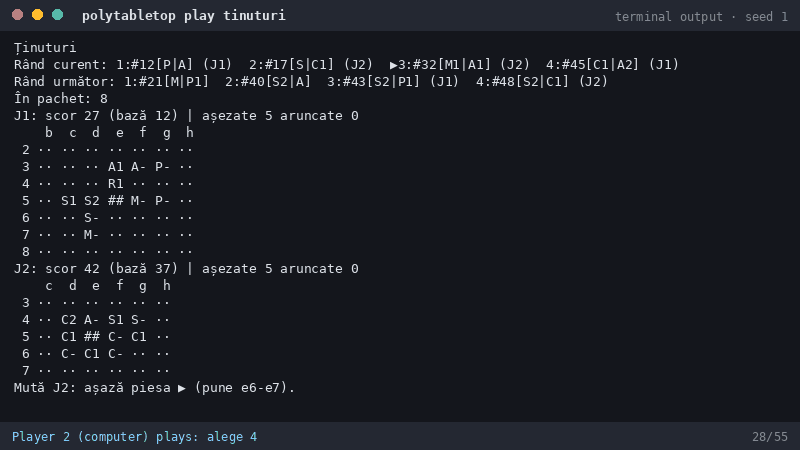 polytabletop play tinuturi
terminal output · seed 1
Ținuturi
Rând curent: 1:#12[P|A] (J1)  2:#17[S|C1] (J2)  ▶3:#32[M1|A1] (J2)  4:#45[C1|A2] (J1)
Rând următor: 1:#21[M|P1]  2:#40[S2|A]  3:#43[S2|P1] (J1)  4:#48[S2|C1] (J2)
În pachet: 8
J1: scor 27 (bază 12) | așezate 5 aruncate 0
    b  c  d  e  f  g  h
 2 ·· ·· ·· ·· ·· ·· ··
 3 ·· ·· ·· A1 A- P- ··
 4 ·· ·· ·· R1 ·· ·· ··
 5 ·· S1 S2 ## M- P- ··
 6 ·· ·· S- ·· ·· ·· ··
 7 ·· ·· M- ·· ·· ·· ··
 8 ·· ·· ·· ·· ·· ·· ··
J2: scor 42 (bază 37) | așezate 5 aruncate 0
    c  d  e  f  g  h
 3 ·· ·· ·· ·· ·· ··
 4 ·· C2 A- S1 S- ··
 5 ·· C1 ## C- C1 ··
 6 ·· C- C1 C- ·· ··
 7 ·· ·· ·· ·· ·· ··
Mută J2: așază piesa ▶ (pune e6-e7).
Player 2 (computer) plays: alege 4
28/55